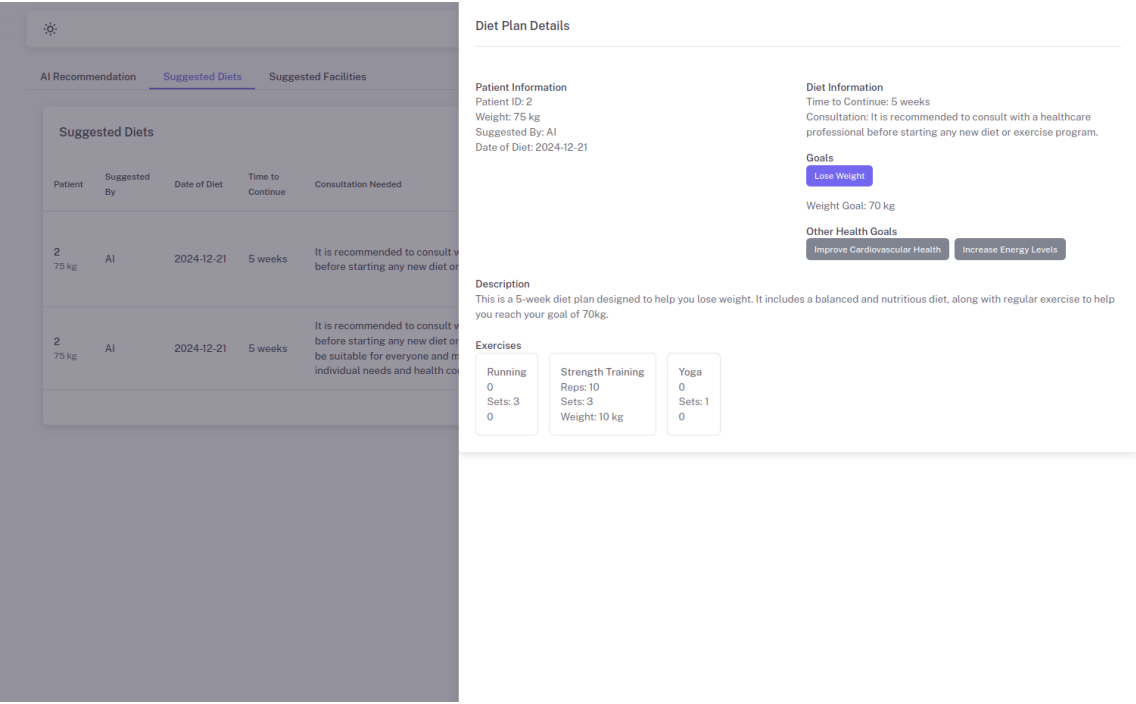 AI Recommendation
Suggested Diets
Suggested Facilities
Suggested Diets
Patient
Suggested
By
Date of Diet
Time to
Continue
Consultation Needed
2
75 kg
AI
2024-12-21
5 weeks
It is recommended to consult w
before starting any new diet or
2
75 kg
AI
2024-12-21
5 weeks
It is recommended to consult w
before starting any new diet or
be suitable for everyone and m
individual needs and health co
Diet Plan Details
Patient Information
Patient ID: 2
Weight: 75 kg
Suggested By: AI
Date of Diet: 2024-12-21
Diet Information
Time to Continue: 5 weeks
Consultation: It is recommended to consult with a healthcare
professional before starting any new diet or exercise program.
Goals
Lose Weight
Weight Goal: 70 kg
Other Health Goals
Improve Cardiovascular Health
Increase Energy Levels
Description
This is a 5-week diet plan designed to help you lose weight. It includes a balanced and nutritious diet, along with regular exercise to help
you reach your goal of 70kg.
Exercises
Running
0
Sets: 3
0
Strength Training
Reps: 10
Sets: 3
Weight: 10 kg
Yoga
0
Sets: 1
0